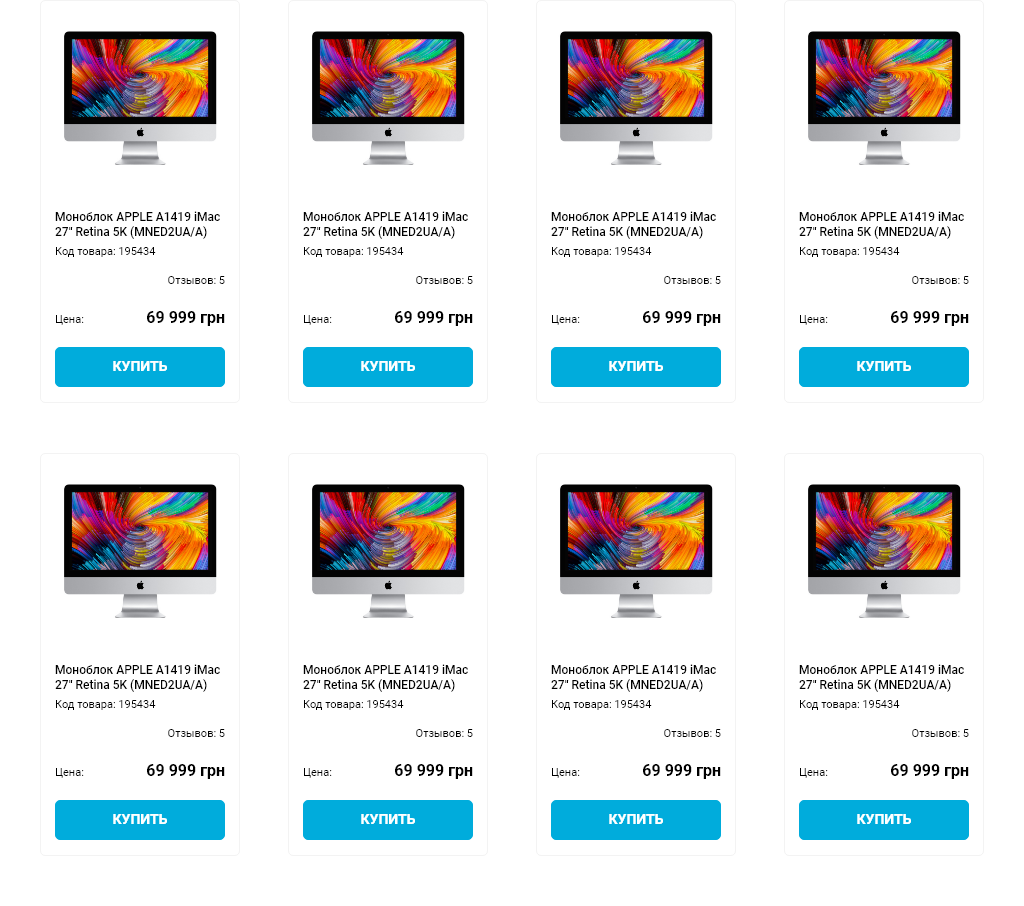 Моноблок APPLE A1419 iMac
27" Retina 5K (MNED2UA/A)
Код товара: 195434
Отзывов: 5
Цена: 69 999 грн
КУПИТЬ
Моноблок APPLE A1419 iMac
27" Retina 5K (MNED2UA/A)
Код товара: 195434
Отзывов: 5
Цена: 69 999 грн
КУПИТЬ
Моноблок APPLE A1419 iMac
27" Retina 5K (MNED2UA/A)
Код товара: 195434
Отзывов: 5
Цена: 69 999 грн
КУПИТЬ
Моноблок APPLE A1419 iMac
27" Retina 5K (MNED2UA/A)
Код товара: 195434
Отзывов: 5
Цена: 69 999 грн
КУПИТЬ
Моноблок APPLE A1419 iMac
27" Retina 5K (MNED2UA/A)
Код товара: 195434
Отзывов: 5
Цена: 69 999 грн
КУПИТЬ
Моноблок APPLE A1419 iMac
27" Retina 5K (MNED2UA/A)
Код товара: 195434
Отзывов: 5
Цена: 69 999 грн
КУПИТЬ
Моноблок APPLE A1419 iMac
27" Retina 5K (MNED2UA/A)
Код товара: 195434
Отзывов: 5
Цена: 69 999 грн
КУПИТЬ
Моноблок APPLE A1419 iMac
27" Retina 5K (MNED2UA/A)
Код товара: 195434
Отзывов: 5
Цена: 69 999 грн
КУПИТЬ